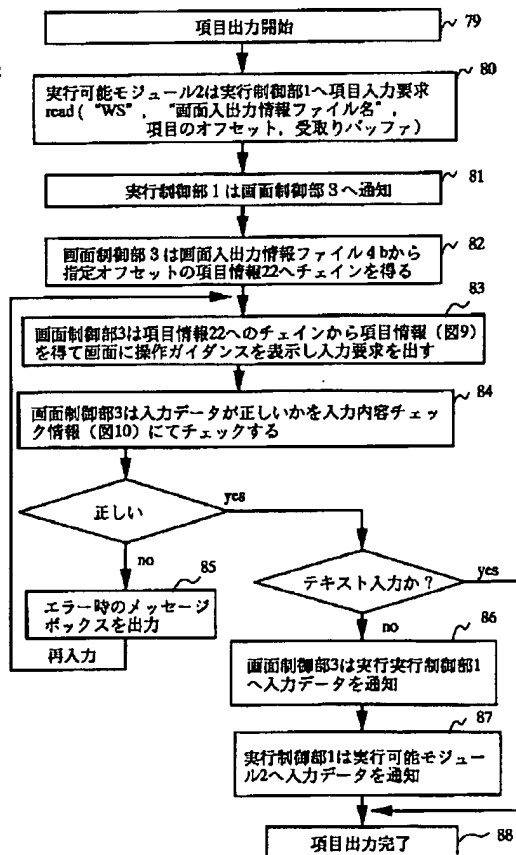 項目出力開始
79
80
実行可能モジュール2は実行制御部1へ項目入力要求
read( “WS” , “画面入出力情報ファイル名” ,
項目のオフセット, 受取りバッファ)
81
実行制御部1は画面制御部3へ通知
82
画面制御部3は画面入出力情報ファイル4bから
指定オフセットの項目情報22へチェインを得る
83
画面制御部3は項目情報22へのチェインから項目情報 (図9)
を得て画面に操作ガイダンスを表示し入力要求を出す
84
画面制御部3は入力データが正しいかを入力内容チェッ
ク情報 (図10) にてチェックする
正しい
yes
no
85
エラー時のメッセージ
ボックスを出力
再入力
テキスト入力か?
yes
no
86
画面制御部3は実行実行制御部1
へ入力データを通知
87
実行制御部1は実行可能モジュー
ル2へ入力データを通知
項目出力完了
88